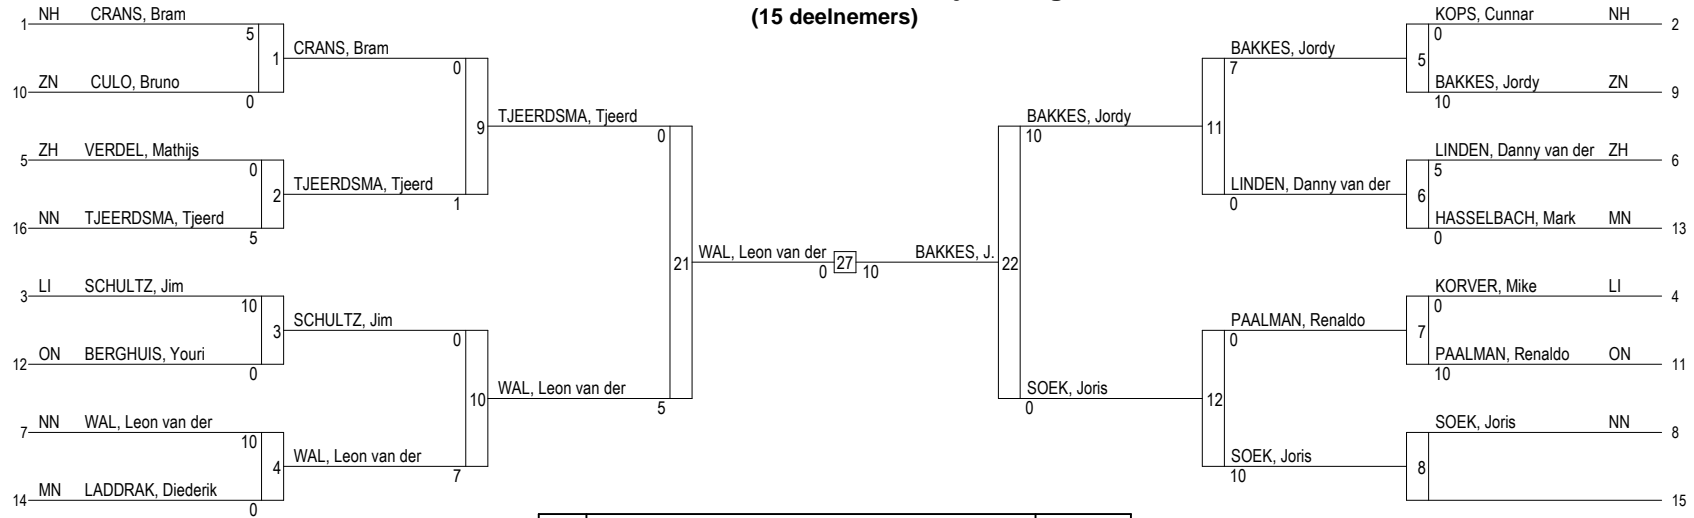 (15 deelnemers)
1 NH CRANS, Bram
5
1 CRANS, Bram
0
10 ZN CULO, Bruno
0
9 TJEERDSMA, Tjeerd
0
5 ZH VERDEL, Mathijs
0
2 TJEERDSMA, Tjeerd
1
16 NN TJEERDSMA, Tjeerd
5
21 WAL, Leon van der
0
3 LI SCHULTZ, Jim
10
3 SCHULTZ, Jim
0
12 ON BERGHUIS, Youri
0
10 WAL, Leon van der
5
7 NN WAL, Leon van der
10
4 WAL, Leon van der
7
14 MN LADDRAK, Diederik
0
27
BAKKES, J. 22
10
KOPS, Cunnar NH 2
0
BAKKES, Jordy 5
7
BAKKES, Jordy ZN 9
10
BAKKES, Jordy 11
10
LINDEN, Danny van der ZH 6
5
LINDEN, Danny van der 6
0
HASSELBACH, Mark MN 13
0
KORVER, Mike LI 4
0
PAALMAN, Renaldo 7
0
PAALMAN, Renaldo ON 11
10
SOEK, Joris 12
0
SOEK, Joris NN 8
SOEK, Joris 8
10
15